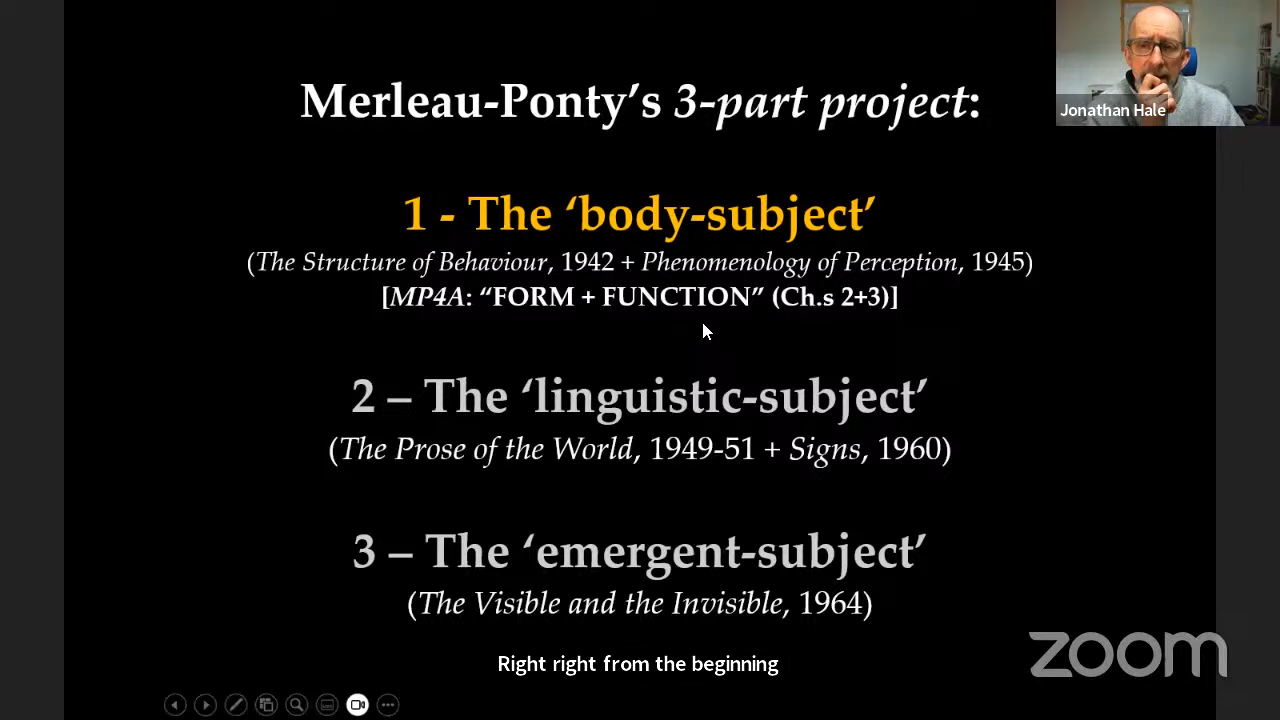 Merleau-Ponty’s 3-part project:
Jonathan Hale
1 - The ‘body-subject’
(The Structure of Behaviour, 1942 + Phenomenology of Perception, 1945)
[MP4A: “FORM + FUNCTION” (Ch.s 2+3)]
2 – The ‘linguistic-subject’
(The Prose of the World, 1949-51 + Signs, 1960)
3 – The ‘emergent-subject’
(The Visible and the Invisible, 1964)
Right right from the beginning
zoom